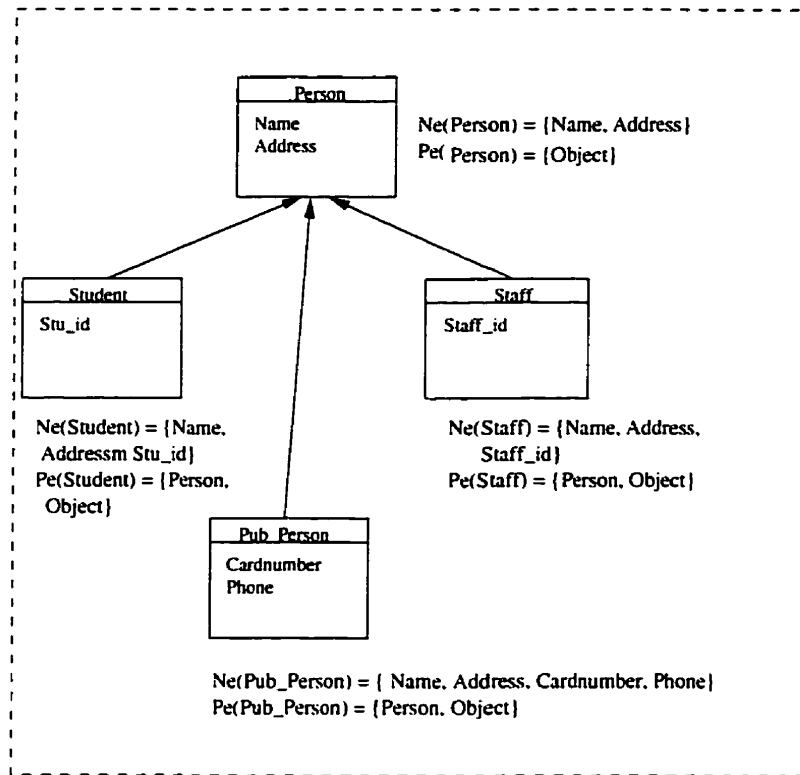 Person
Name
Address
Ne(Person) = {Name, Address}
Pe( Person) = {Object}
Student
Stu_id
Staff
Staff_id
Ne(Student) = {Name,
Addressm Stu_id}
Pe(Student) = {Person,
Object}
Ne(Staff) = {Name, Address,
Staff_id}
Pe(Staff) = {Person, Object}
Pub_Person
Cardnumber
Phone
Ne(Pub_Person) = { Name, Address, Cardnumber, Phone}
Pe(Pub_Person) = {Person, Object}